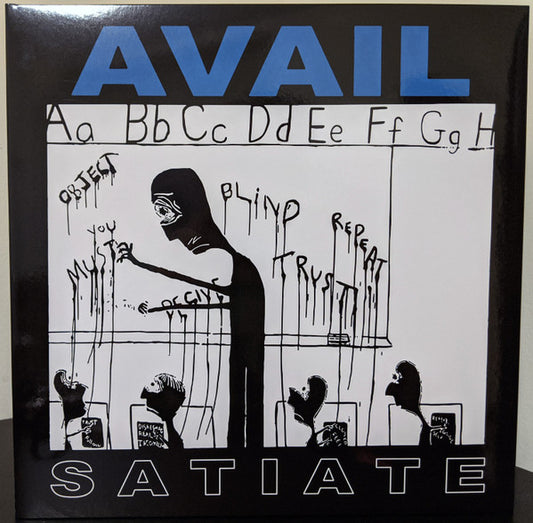 AVAIL
Aa Bb Cc Dd Ee Ff Gg H
OBJECT
BLIND
REPEAT
YOU
MUST
TRUST
SATIATE